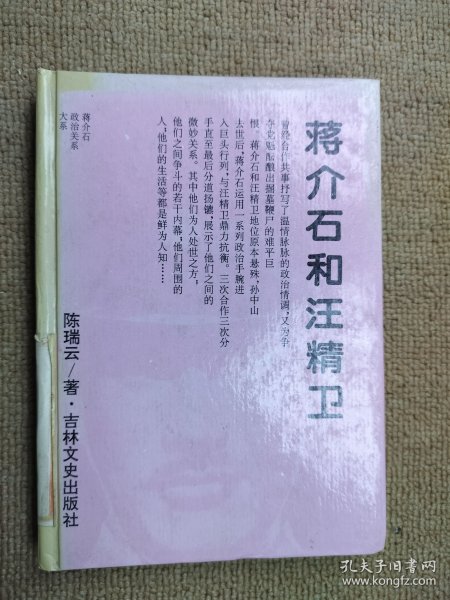 蒋介石和汪精卫
曾经合作共事抒写了温情脉脉的政治情调,又为争
夺党魁酝酿出掘墓鞭尸的难平巨
恨。蒋介石和汪精卫地位原本悬殊,孙中山
去世后,蒋介石运用一系列政治手腕进
入巨头行列,与汪精卫鼎力抗衡。三次合作三次分
手直至最后分道扬镳,展示了他们之间的
微妙关系。其中他们为人处世之方,
他们之间争斗的若干内幕,他们周围的
人,他们的生活等都是鲜为人知……
蒋介石
政治关系
大系
陈瑞云/著·吉林文史出版社
孔夫子旧书网
www.kongfz.com